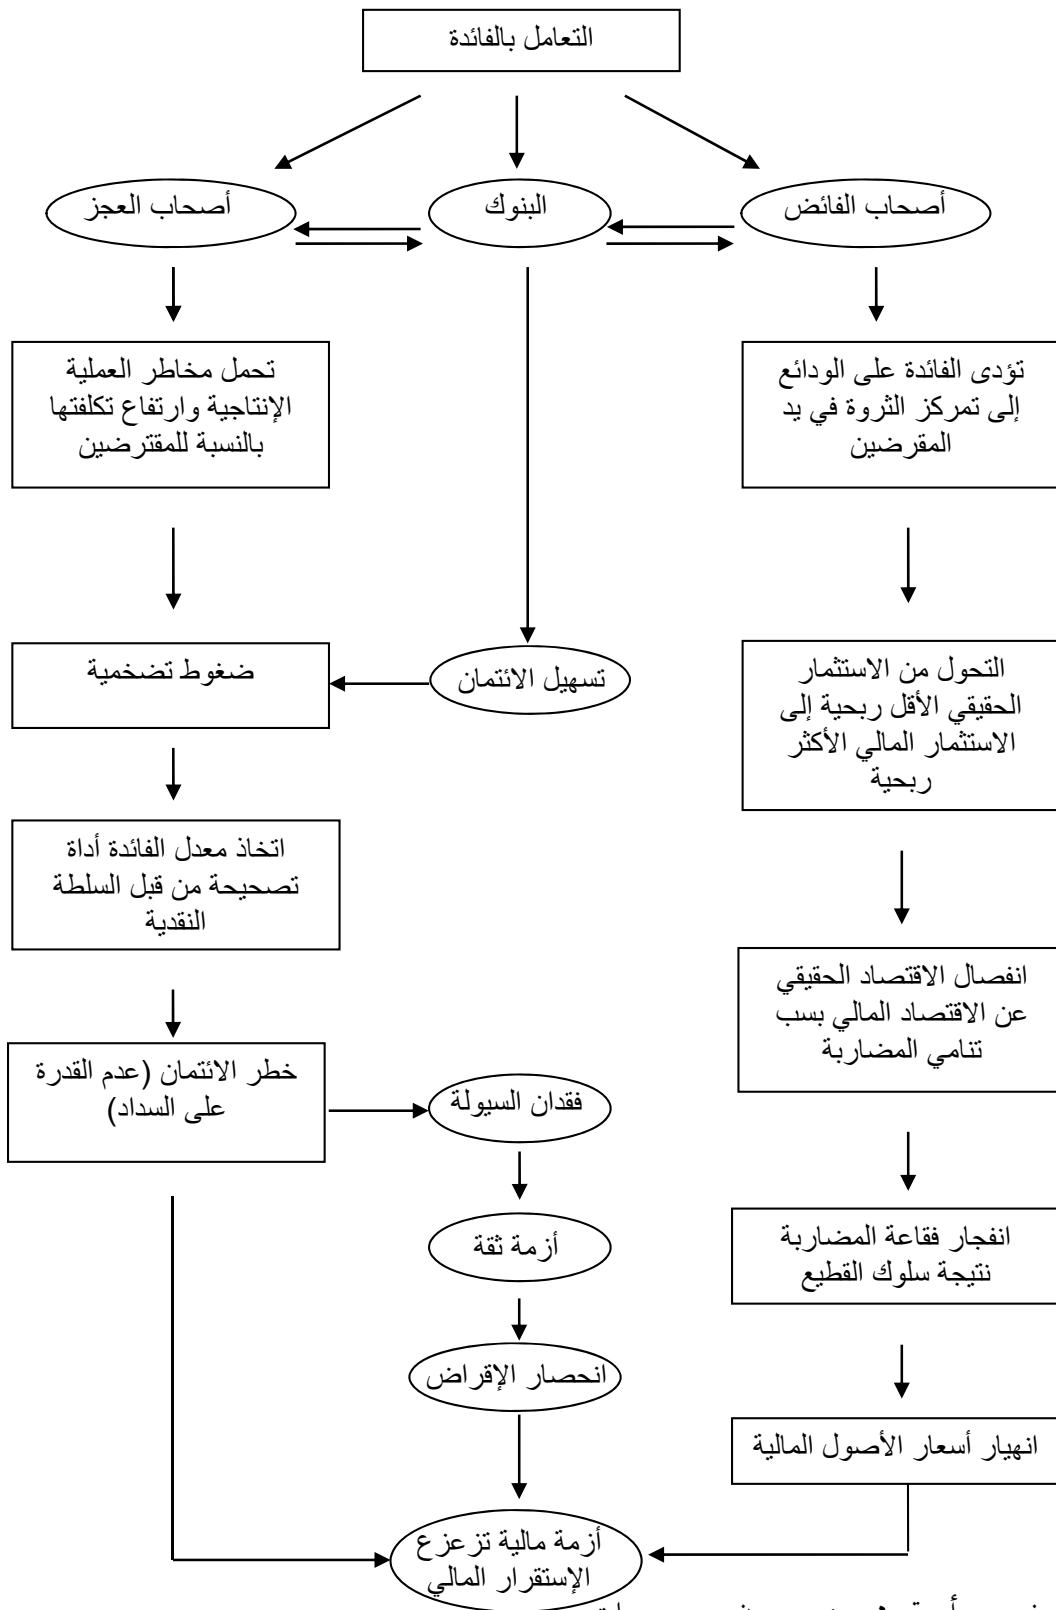 التعامل بالفائدة
أصحاب الفائض
البنوك
أصحاب العجز
تؤدى الفائدة على الودائع
إلى تمركز الثروة في يد
المقرضين
تحمل مخاطر العملية
الإنتاجية وارتفاع تكلفتها
بالنسبة للمقترضين
التحول من الاستثمار
الحقيقي الأقل ربحية إلى
الاستثمار المالي الأكثر
ربحية
تسهيل الائتمان
ضغوط تضخمية
اتخاذ معدل الفائدة أداة
تصحيحة من قبل السلطة
النقدية
انفصال الاقتصاد الحقيقي
عن الاقتصاد المالي بسب
تنامي المضاربة
خطر الائتمان (عدم القدرة
على السداد)
فقدان السيولة
أزمة ثقة
انفجار فقاعة المضاربة
نتيجة سلوك القطيع
انحصار الإقراض
انهيار أسعار الأصول المالية
أزمة مالية تزعزع
الإستقرار المالي